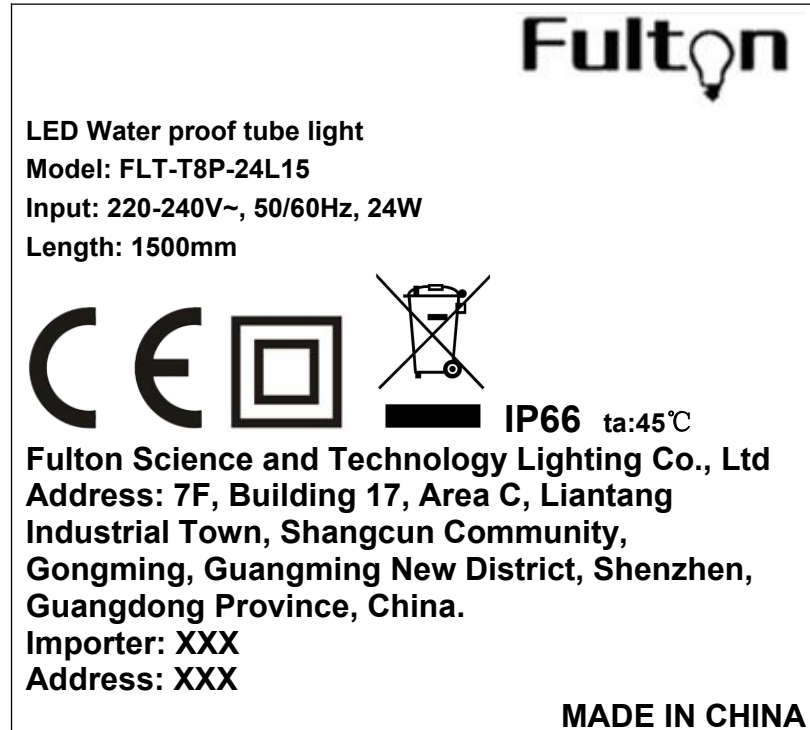 Fulton
LED Water proof tube light
Model: FLT-T8P-24L15
Input: 220-240V~, 50/60Hz, 24W
Length: 1500mm
CE
IP66 ta:45℃
Fulton Science and Technology Lighting Co., Ltd
Address: 7F, Building 17, Area C, Liantang
Industrial Town, Shangcun Community,
Gongming, Guangming New District, Shenzhen,
Guangdong Province, China.
Importer: XXX
Address: XXX
MADE IN CHINA